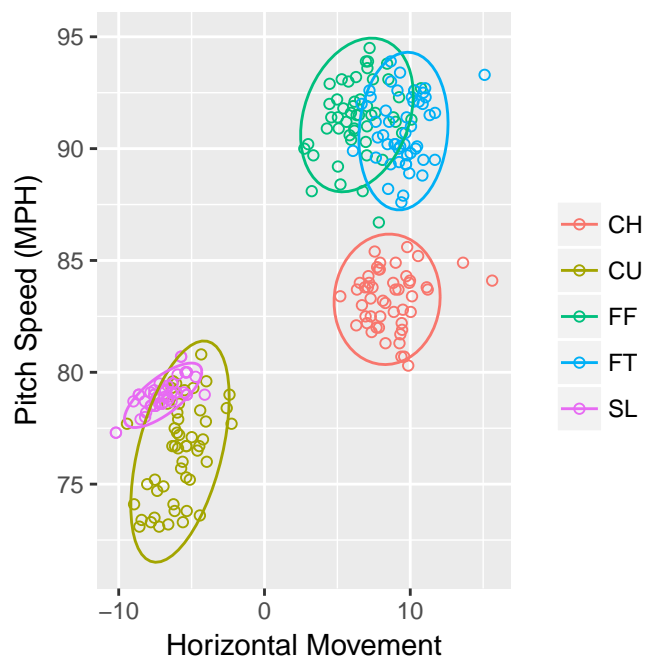 95
90
85
80
75
−10
0
10
Pitch Speed (MPH)
Horizontal Movement
CH
CU
FF
FT
SL